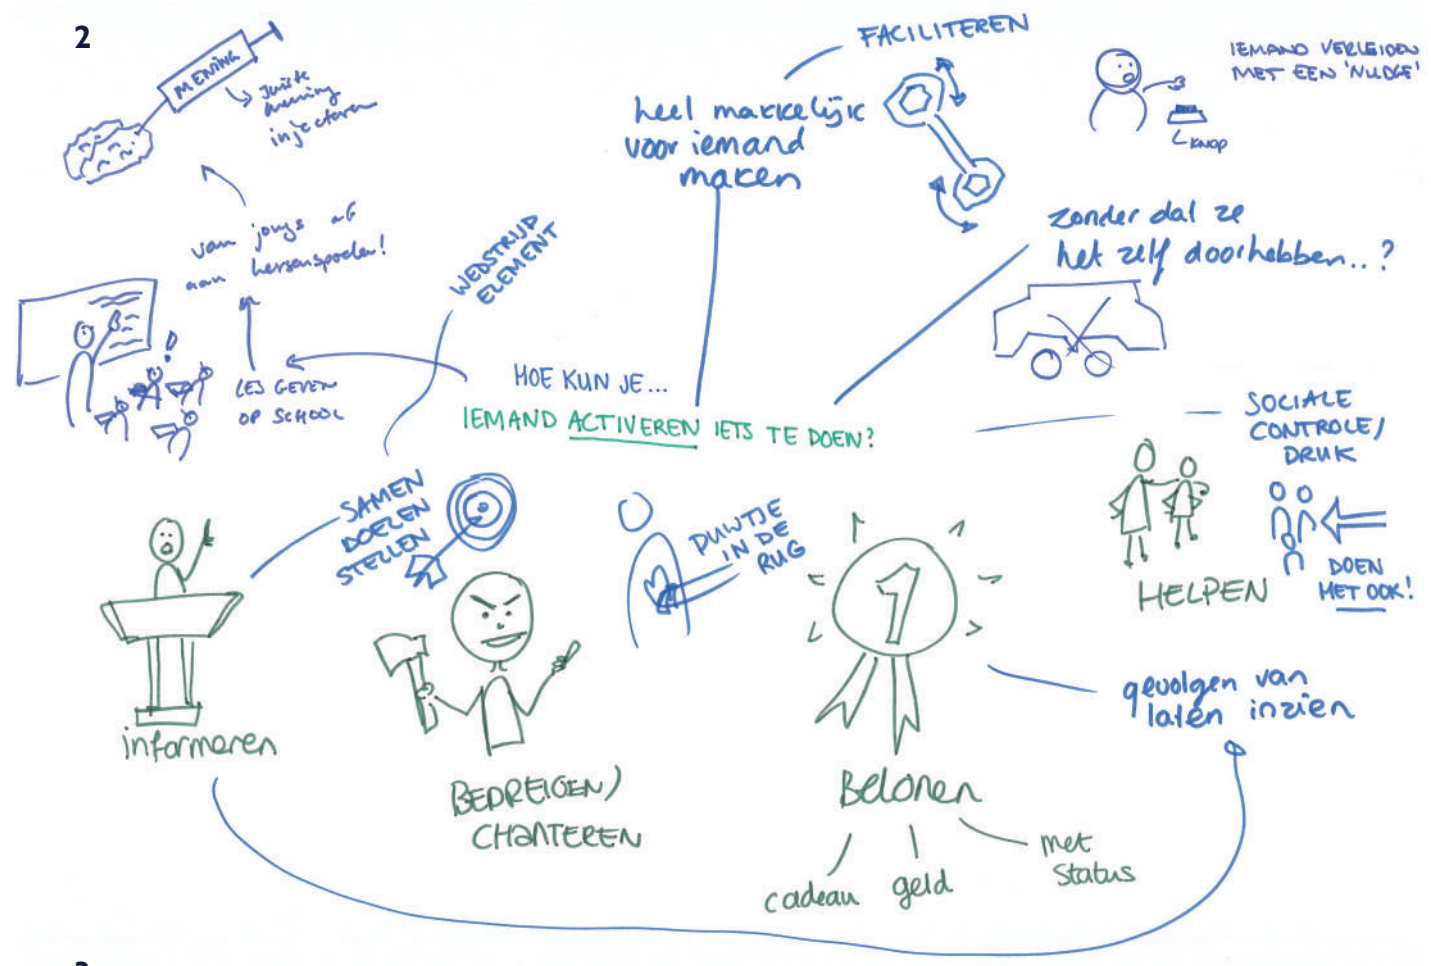 2
MENING
Juiste
mening
injecteren
van jongs af
aan hersenspoelen!
LES GEVEN
OP SCHOOL
WEDSTRIJD
ELEMENT
FACILITEREN
heel makkelijk
voor iemand
maken
IEMAND VERLEIDEN
MET EEN 'NUDGE'
KNOP
zonder dat ze
het zelf doorhebben..?
HOE KUN JE...
IEMAND ACTIVEREN IETS TE DOEN?
SOCIALE
CONTROLE/
DRUK
DOEN
HET OOK!
HELPEN
SAMEN
DOELEN
STELLEN
DUWTJE
IN DE
RUG
1
informeren
BEDREIGEN/
CHANTEREN
gevolgen van
laten inzien
Belonen
cadeau
geld
met
status